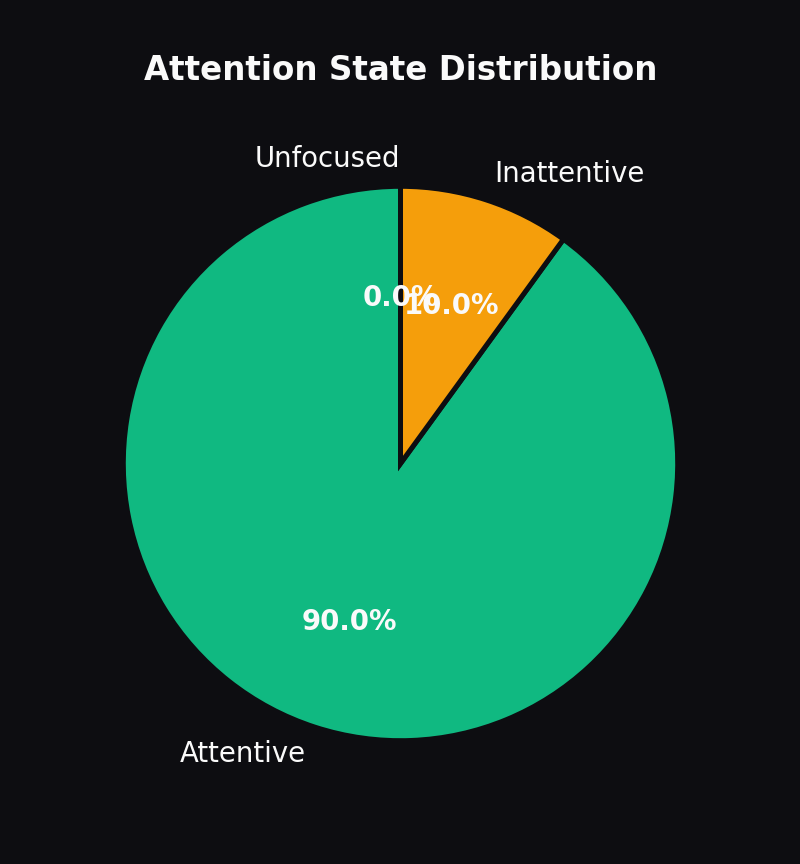 Attention State Distribution
Unfocused
Inattentive
0.0%
10.0%
90.0%
Attentive